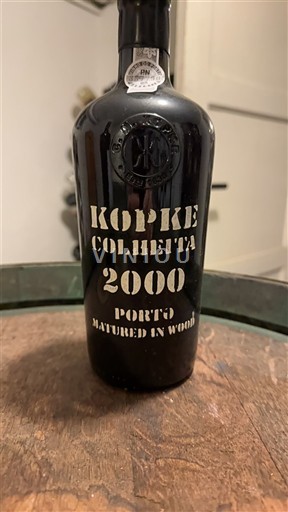 KOPKE
COLHEITA
VINIOU
2000
PORTO
MATURED IN WOOD